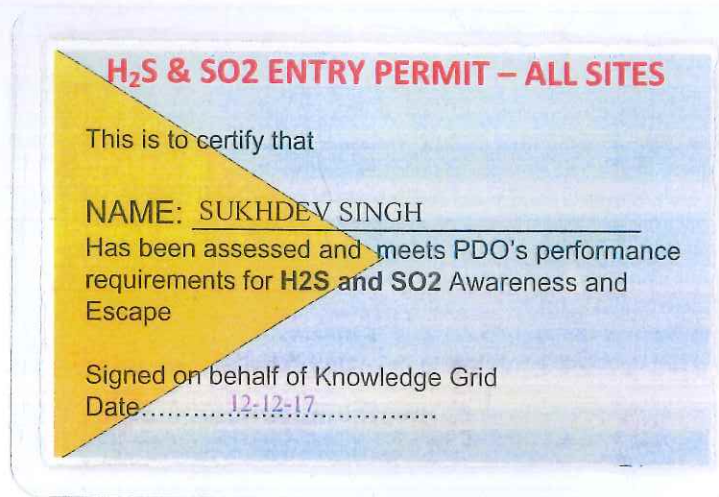 H₂S & SO2 ENTRY PERMIT – ALL SITES
This is to certify that
NAME: SUKHDEV SINGH
Has been assessed and meets PDO's performance
requirements for H2S and SO2 Awareness and
Escape
Signed on behalf of Knowledge Grid
Date..........12-12-17..........